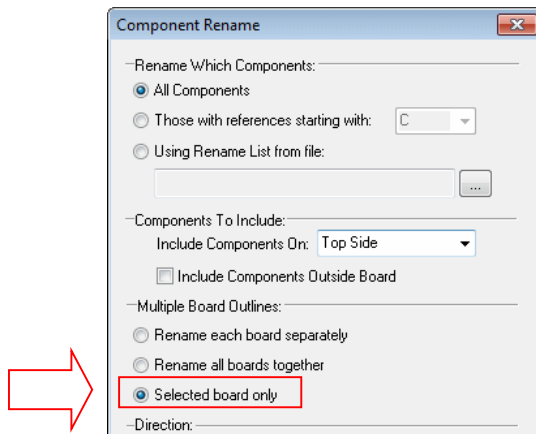 Component Rename
Rename Which Components:
All Components
Those with references starting with: C
Using Rename List from file:
...
Components To Include:
Include Components On: Top Side
Include Components Outside Board
Multiple Board Outlines:
Rename each board separately
Rename all boards together
Selected board only
Direction: